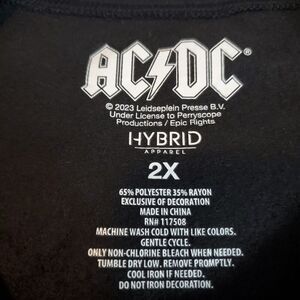 AC⚡DC®
© 2023 Leidseplein Presse B.V.
Under License to Perryscope
Productions / Epic Rights
HYBRID
APPAREL
2X
65% POLYESTER 35% RAYON
EXCLUSIVE OF DECORATION
MADE IN CHINA
RN# 117508
MACHINE WASH COLD WITH LIKE COLORS.
GENTLE CYCLE.
ONLY NON-CHLORINE BLEACH WHEN NEEDED.
TUMBLE DRY LOW. REMOVE PROMPTLY.
COOL IRON IF NEEDED.
DO NOT IRON DECORATION.